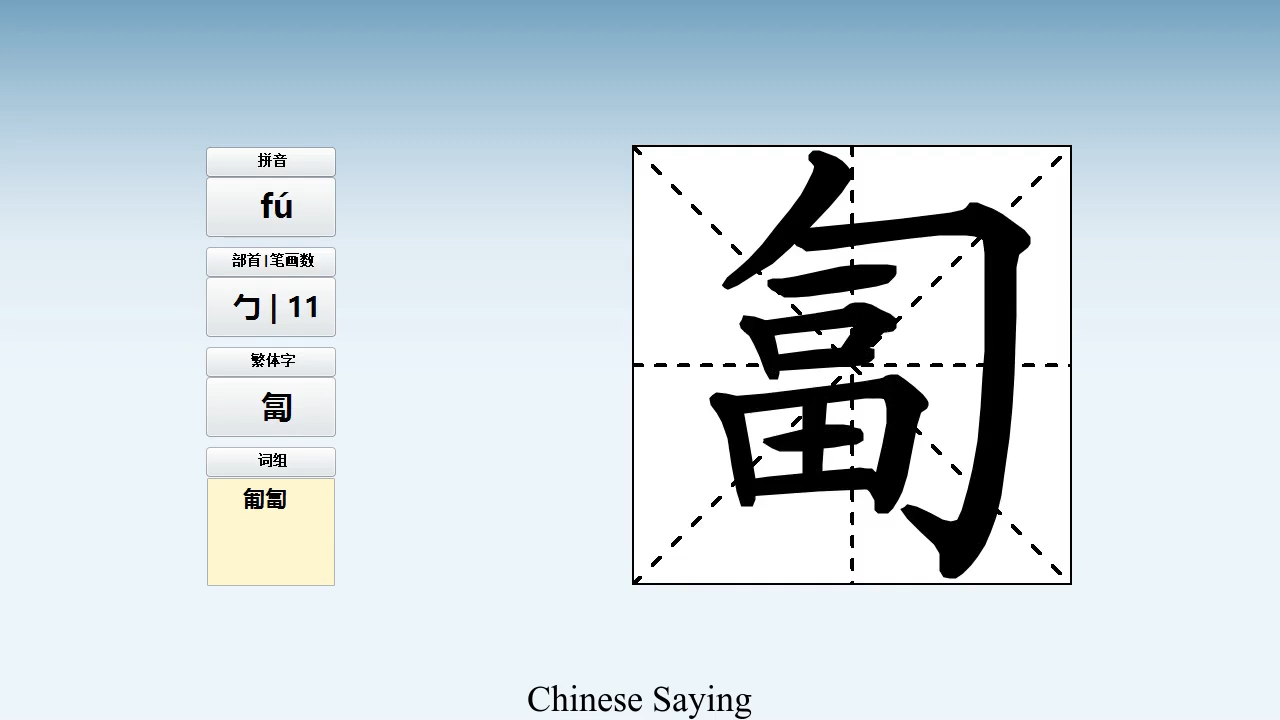 拼音
fú
部首|笔画数
勹 | 11
繁体字
匐
词组
匍匐
匐
Chinese Saying